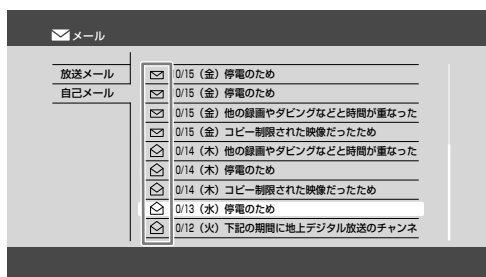 メール
放送メール
自己メール
0/15（金）停電のため
0/15（金）停電のため
0/15（金）他の録画やダビングなどと時間が重なった
0/15（金）コピー制限された映像だったため
0/14（木）他の録画やダビングなどと時間が重なった
0/14（木）停電のため
0/14（木）コピー制限された映像だったため
0/13（水）停電のため
0/12（火）下記の期間に地上デジタル放送のチャンネ